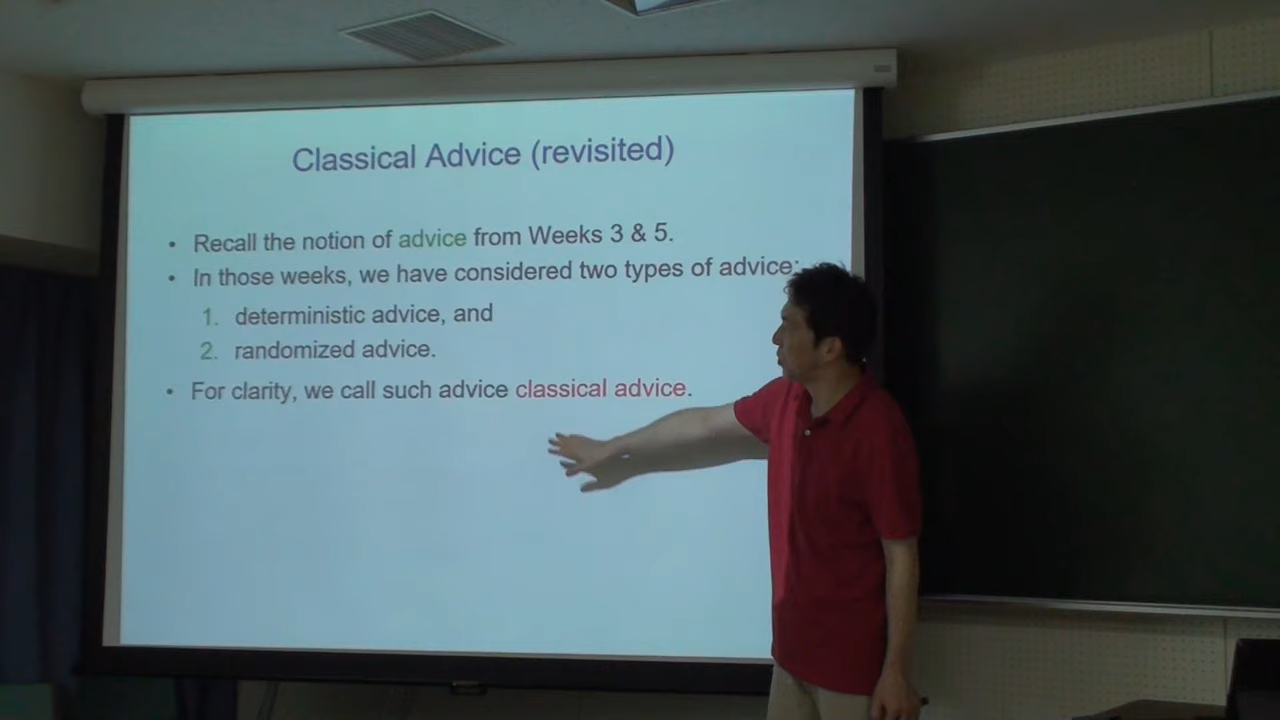 Classical Advice (revisited)
• Recall the notion of advice from Weeks 3 & 5.
• In those weeks, we have considered two types of advice:
1. deterministic advice, and
2. randomized advice.
• For clarity, we call such advice classical advice.